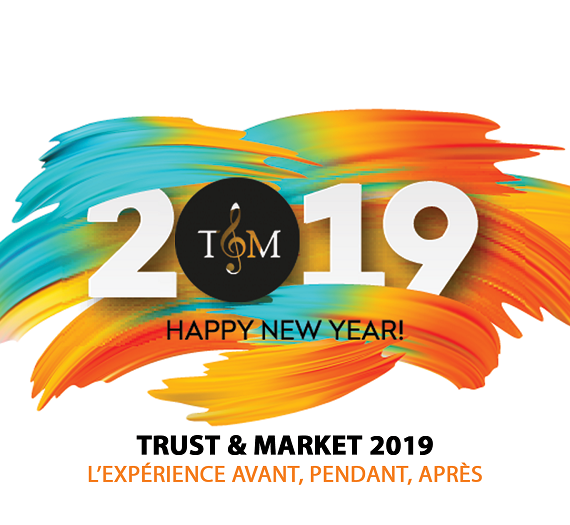 2019
T&M
HAPPY NEW YEAR!
TRUST & MARKET 2019
L'EXPÉRIENCE AVANT, PENDANT, APRÈS